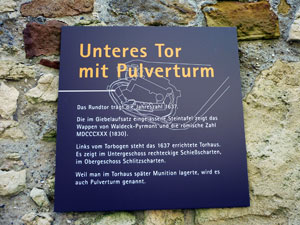 Unteres Tor
mit Pulverturm
Das Rundtor trägt die Jahreszahl 1637.
Die im Giebelaufsatz eingelassene Steintafel zeigt das
Wappen von Waldeck-Pyrmont und die römische Zahl
MDCCCXXX (1830).
Links vom Torbogen steht das 1637 errichtete Torhaus.
Es zeigt im Untergeschoss rechteckige Schießscharten,
im Obergeschoss Schlitzscharten.
Weil man im Torhaus später Munition lagerte, wird es
auch Pulverturm genannt.